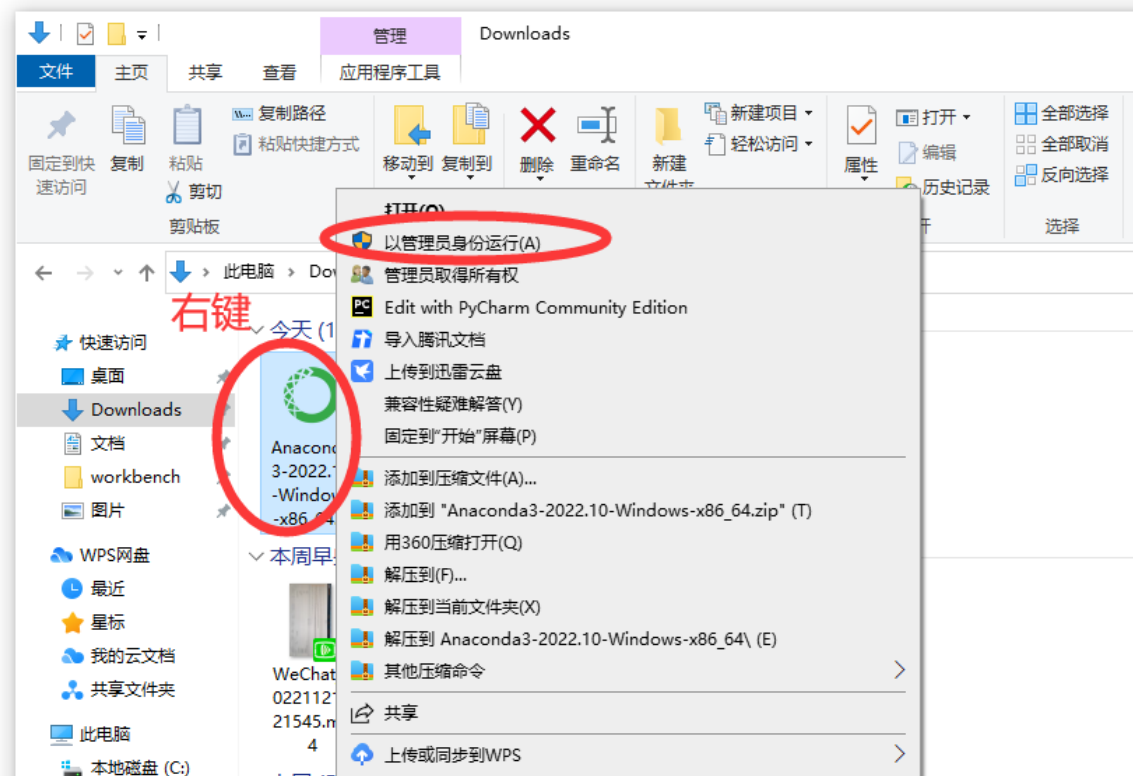 管理
Downloads
文件
主页
共享
查看
应用程序工具
固定到快
速访问
复制
粘贴
复制路径
粘贴快捷方式
剪切
剪贴板
移动到
复制到
删除
重命名
新建
新建项目
轻松访问
属性
打开
编辑
历史记录
全部选择
全部取消
反向选择
选择
此电脑
右键
快速访问
桌面
Downloads
文档
workbench
图片
WPS网盘
最近
星标
我的云文档
共享文件夹
此电脑
本地磁盘 (C:)
今天 (1
Anacon
3-2022.
-Window
-x86_64
本周早
WeChat
0221127
21545.m
4
打开(O)
以管理员身份运行(A)
管理员取得所有权
Edit with PyCharm Community Edition
导入腾讯文档
上传到迅雷云盘
兼容性疑难解答(Y)
固定到"开始"屏幕(P)
添加到压缩文件(A)...
添加到 "Anaconda3-2022.10-Windows-x86_64.zip" (T)
用360压缩打开(Q)
解压到(F)...
解压到当前文件夹(X)
解压到 Anaconda3-2022.10-Windows-x86_64\ (E)
其他压缩命令
共享
上传或同步到WPS